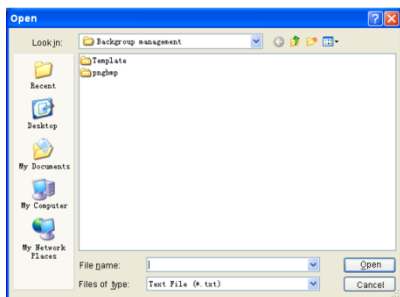 Open
Look in:
Backgroup management
Template
pngbmp
Recent
Desktop
My Documents
My Computer
My Network
Places
File name:
Open
Files of type:
Text File (*.txt)
Cancel